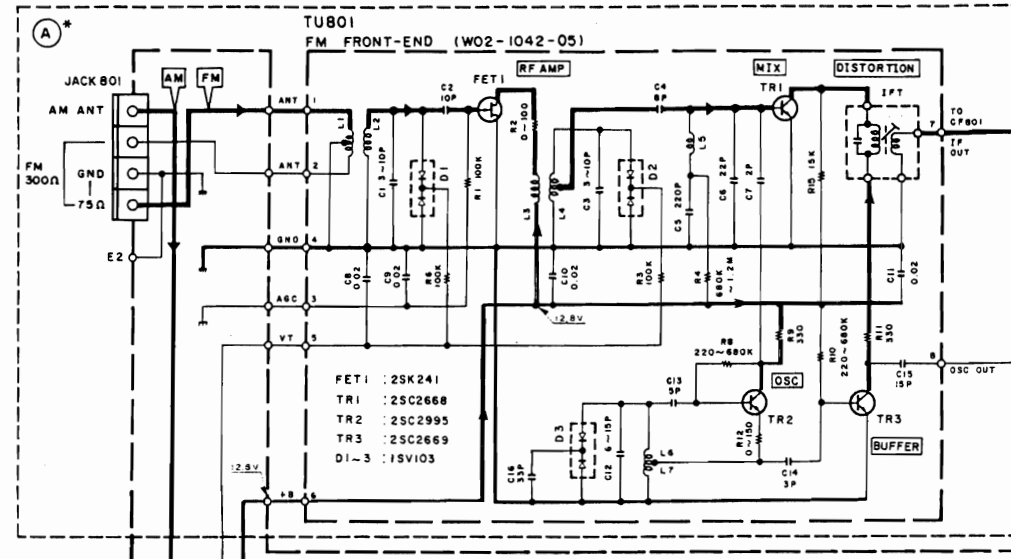 TU801
A*
FM FRONT-END (W02-1042-05)
JACK 801
AM
FM
AM ANT
FM
300Ω
GND
75Ω
E2
ANT 1
ANT 2
GND 4
AGC 3
VT 5
+B 6
12.8V
L1
L2
C2
10P
FET1
RF AMP
C1 3~10P
D1
R1 100K
R2
0~100
L3
L4
C3 3~10P
D2
C4
8P
L5
C5 220P
C6 22P
C7 2P
MIX
TR1
R15 15K
DISTORTION
IFT
7
TO
CF801
IF
OUT
C8
0.02
C9
0.02
R6
100K
C10
0.02
R3
100K
R4
680K
~1.2M
C11
0.02
12.8V
R9
330
R8
220~680K
R10
220~680K
R11
330
C15
15P
8
OSC OUT
OSC
C13
5P
TR2
TR3
BUFFER
R12
0~150
C14
3P
D3
C16
33P
C12 6~15P
L6
L7
FET1 :2SK241
TR1 :2SC2668
TR2 :2SC2995
TR3 :2SC2669
D1~3 :1SV103